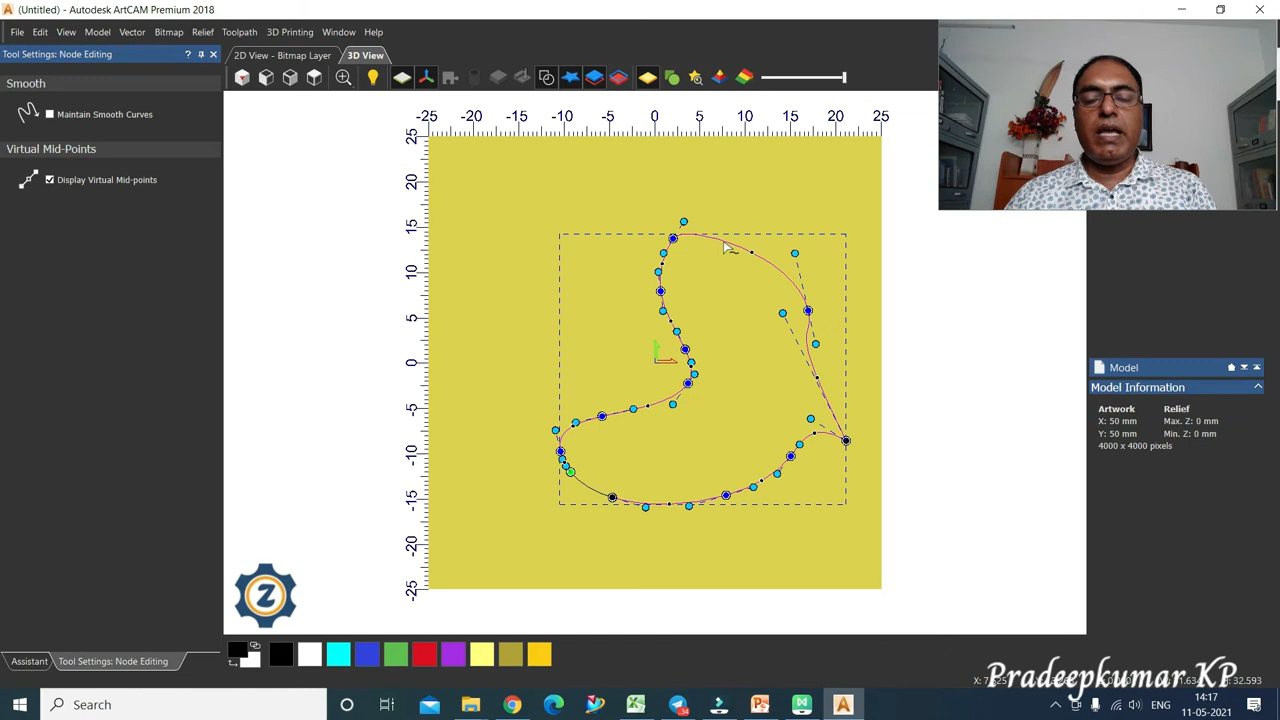 (Untitled) - Autodesk ArtCAM Premium 2018
File Edit View Model Vector Bitmap Relief Toolpath 3D Printing Window Help
Tool Settings: Node Editing ?
2D View - Bitmap Layer 3D View
Smooth
Maintain Smooth Curves
Virtual Mid-Points
Display Virtual Mid-points
-25 -20 -15 -10 -5 0 5 10 15 20 25
25
20
15
10
5
0
-5
-10
-15
-20
-25
Model
Model Information
Artwork Relief
X: 50 mm Max. Z: 0 mm
Y: 50 mm Min. Z: 0 mm
4000 x 4000 pixels
Z
Assistant Tool Settings: Node Editing
Pradeepkumar KP
Search
34
ENG
14:17
11-05-2021